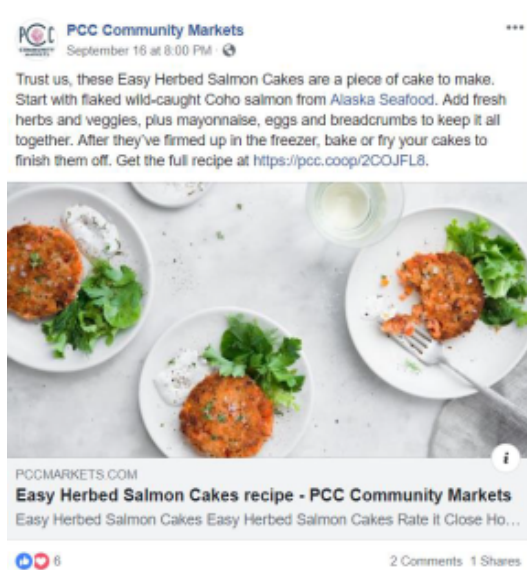 PCC
COMMUNITY
MARKETS
PCC Community Markets
September 16 at 8:00 PM ·
Trust us, these Easy Herbed Salmon Cakes are a piece of cake to make.
Start with flaked wild-caught Coho salmon from Alaska Seafood. Add fresh
herbs and veggies, plus mayonnaise, eggs and breadcrumbs to keep it all
together. After they've firmed up in the freezer, bake or fry your cakes to
finish them off. Get the full recipe at https://pcc.coop/2COJFL8.
i
PCCMARKETS.COM
Easy Herbed Salmon Cakes recipe - PCC Community Markets
Easy Herbed Salmon Cakes Easy Herbed Salmon Cakes Rate it Close Ho...
6 2 Comments 1 Shares